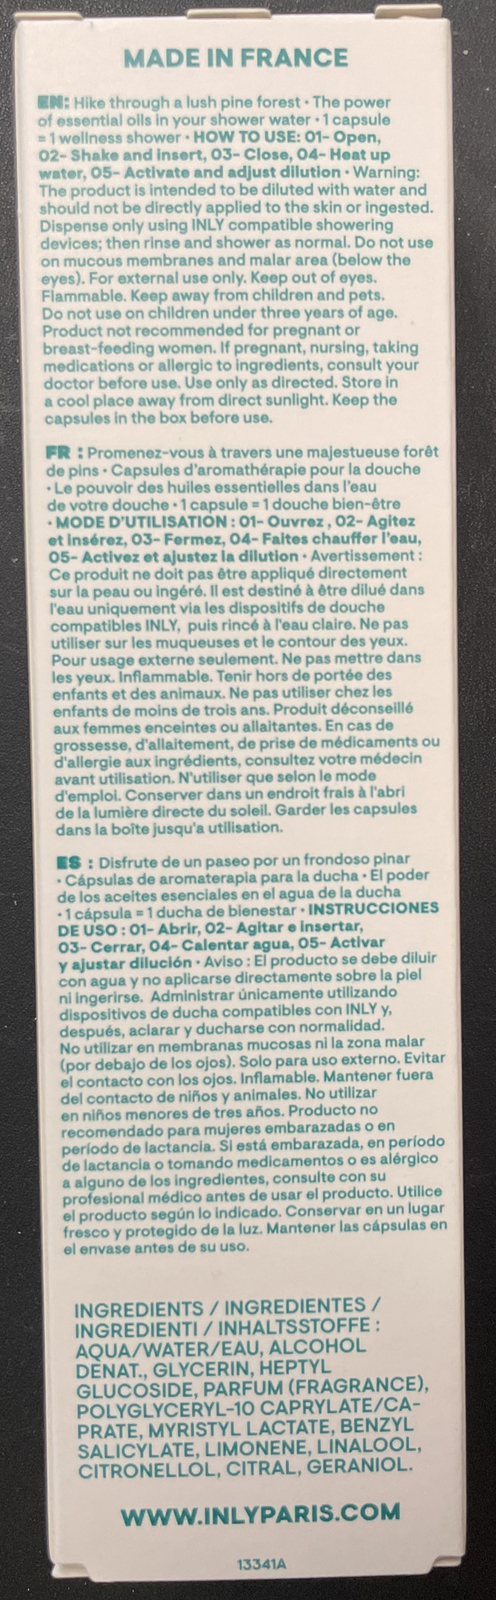 MADE IN FRANCE
EN: Hike through a lush pine forest • The power
of essential oils in your shower water • 1 capsule
= 1 wellness shower • HOW TO USE: 01- Open,
02- Shake and insert, 03- Close, 04- Heat up
water, 05- Activate and adjust dilution • Warning:
The product is intended to be diluted with water and
should not be directly applied to the skin or ingested.
Dispense only using INLY compatible showering
devices; then rinse and shower as normal. Do not use
on mucous membranes and malar area (below the
eyes). For external use only. Keep out of eyes.
Flammable. Keep away from children and pets.
Do not use on children under three years of age.
Product not recommended for pregnant or
breast-feeding women. If pregnant, nursing, taking
medications or allergic to ingredients, consult your
doctor before use. Use only as directed. Store in
a cool place away from direct sunlight. Keep the
capsules in the box before use.
FR : Promenez-vous à travers une majestueuse forêt
de pins • Capsules d'aromathérapie pour la douche
• Le pouvoir des huiles essentielles dans l'eau
de votre douche • 1 capsule = 1 douche bien-être
• MODE D'UTILISATION : 01- Ouvrez , 02- Agitez
et insérez, 03- Fermez, 04- Faites chauffer l'eau,
05- Activez et ajustez la dilution • Avertissement :
Ce produit ne doit pas être appliqué directement
sur la peau ou ingéré. Il est destiné à être dilué dans
l'eau uniquement via les dispositifs de douche
compatibles INLY, puis rincé à l'eau claire. Ne pas
utiliser sur les muqueuses et le contour des yeux.
Pour usage externe seulement. Ne pas mettre dans
les yeux. Inflammable. Tenir hors de portée des
enfants et des animaux. Ne pas utiliser chez les
enfants de moins de trois ans. Produit déconseillé
aux femmes enceintes ou allaitantes. En cas de
grossesse, d'allaitement, de prise de médicaments ou
d'allergie aux ingrédients, consultez votre médecin
avant utilisation. N'utiliser que selon le mode
d'emploi. Conserver dans un endroit frais à l'abri
de la lumière directe du soleil. Garder les capsules
dans la boîte jusqu'a utilisation.
ES : Disfrute de un paseo por un frondoso pinar
• Cápsulas de aromaterapia para la ducha • El poder
de los aceites esenciales en el agua de la ducha
• 1 cápsula = 1 ducha de bienestar • INSTRUCCIONES
DE USO : 01- Abrir, 02- Agitar e insertar,
03- Cerrar, 04- Calentar agua, 05- Activar
y ajustar dilución • Aviso : El producto se debe diluir
con agua y no aplicarse directamente sobre la piel
ni ingerirse. Administrar únicamente utilizando
dispositivos de ducha compatibles con INLY y,
después, aclarar y ducharse con normalidad.
No utilizar en membranas mucosas ni la zona malar
(por debajo de los ojos). Solo para uso externo. Evitar
el contacto con los ojos. Inflamable. Mantener fuera
del contacto de niños y animales. No utilizar
en niños menores de tres años. Producto no
recomendado para mujeres embarazadas o en
período de lactancia. Si está embarazada, en período
de lactancia o tomando medicamentos o es alérgico
a alguno de los ingredientes, consulte con su
profesional médico antes de usar el producto. Utilice
el producto según lo indicado. Conservar en un lugar
fresco y protegido de la luz. Mantener las cápsulas en
el envase antes de su uso.
INGREDIENTS / INGREDIENTES /
INGREDIENTI / INHALTSSTOFFE :
AQUA/WATER/EAU, ALCOHOL
DENAT., GLYCERIN, HEPTYL
GLUCOSIDE, PARFUM (FRAGRANCE),
POLYGLYCERYL-10 CAPRYLATE/CA-
PRATE, MYRISTYL LACTATE, BENZYL
SALICYLATE, LIMONENE, LINALOOL,
CITRONELLOL, CITRAL, GERANIOL.
WWW.INLYPARIS.COM
13341A